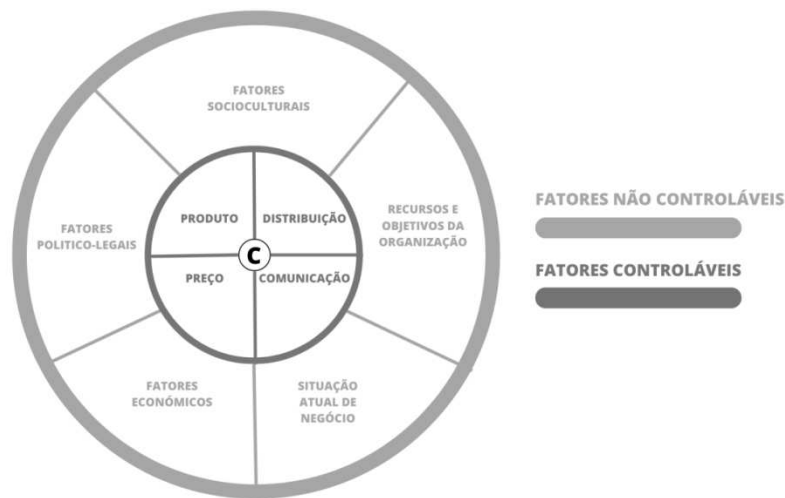 FATORES
SOCIOCULTURAIS
FATORES
POLITICO-LEGAIS
RECURSOS E
OBJETIVOS DA
ORGANIZAÇÃO
PRODUTO
DISTRIBUIÇÃO
C
PREÇO
COMUNICAÇÃO
FATORES
ECONÓMICOS
SITUAÇÃO
ATUAL DE
NEGÓCIO
FATORES NÃO CONTROLÁVEIS
FATORES CONTROLÁVEIS